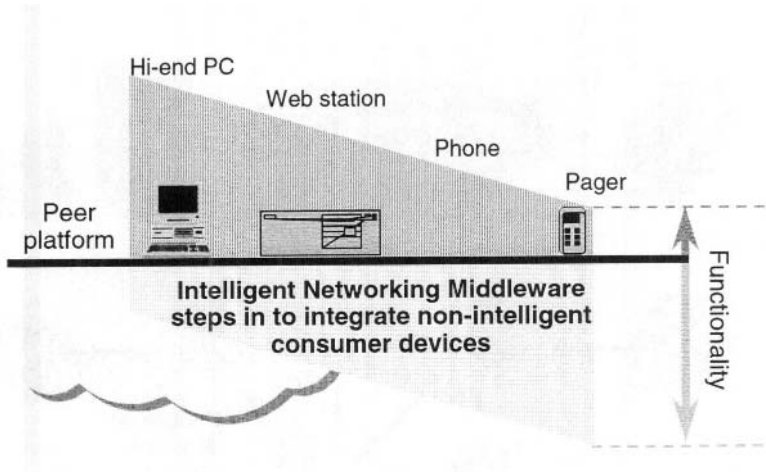 Hi-end PC
Web station
Phone
Pager
Peer
platform
Intelligent Networking Middleware
steps in to integrate non-intelligent
consumer devices
Functionality